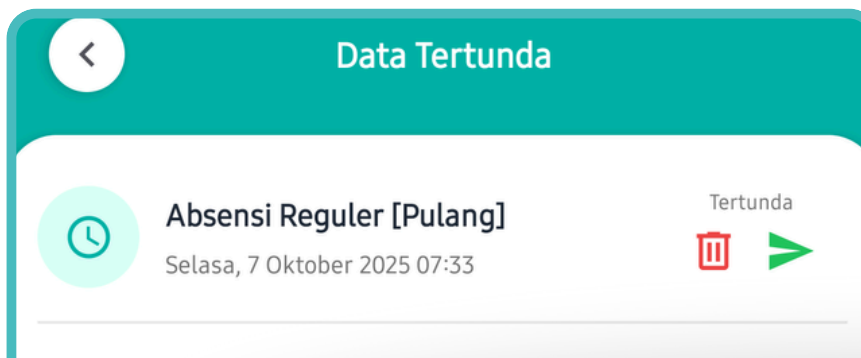 Data Tertunda
Absensi Reguler [Pulang]
Tertunda
Selasa, 7 Oktober 2025 07:33